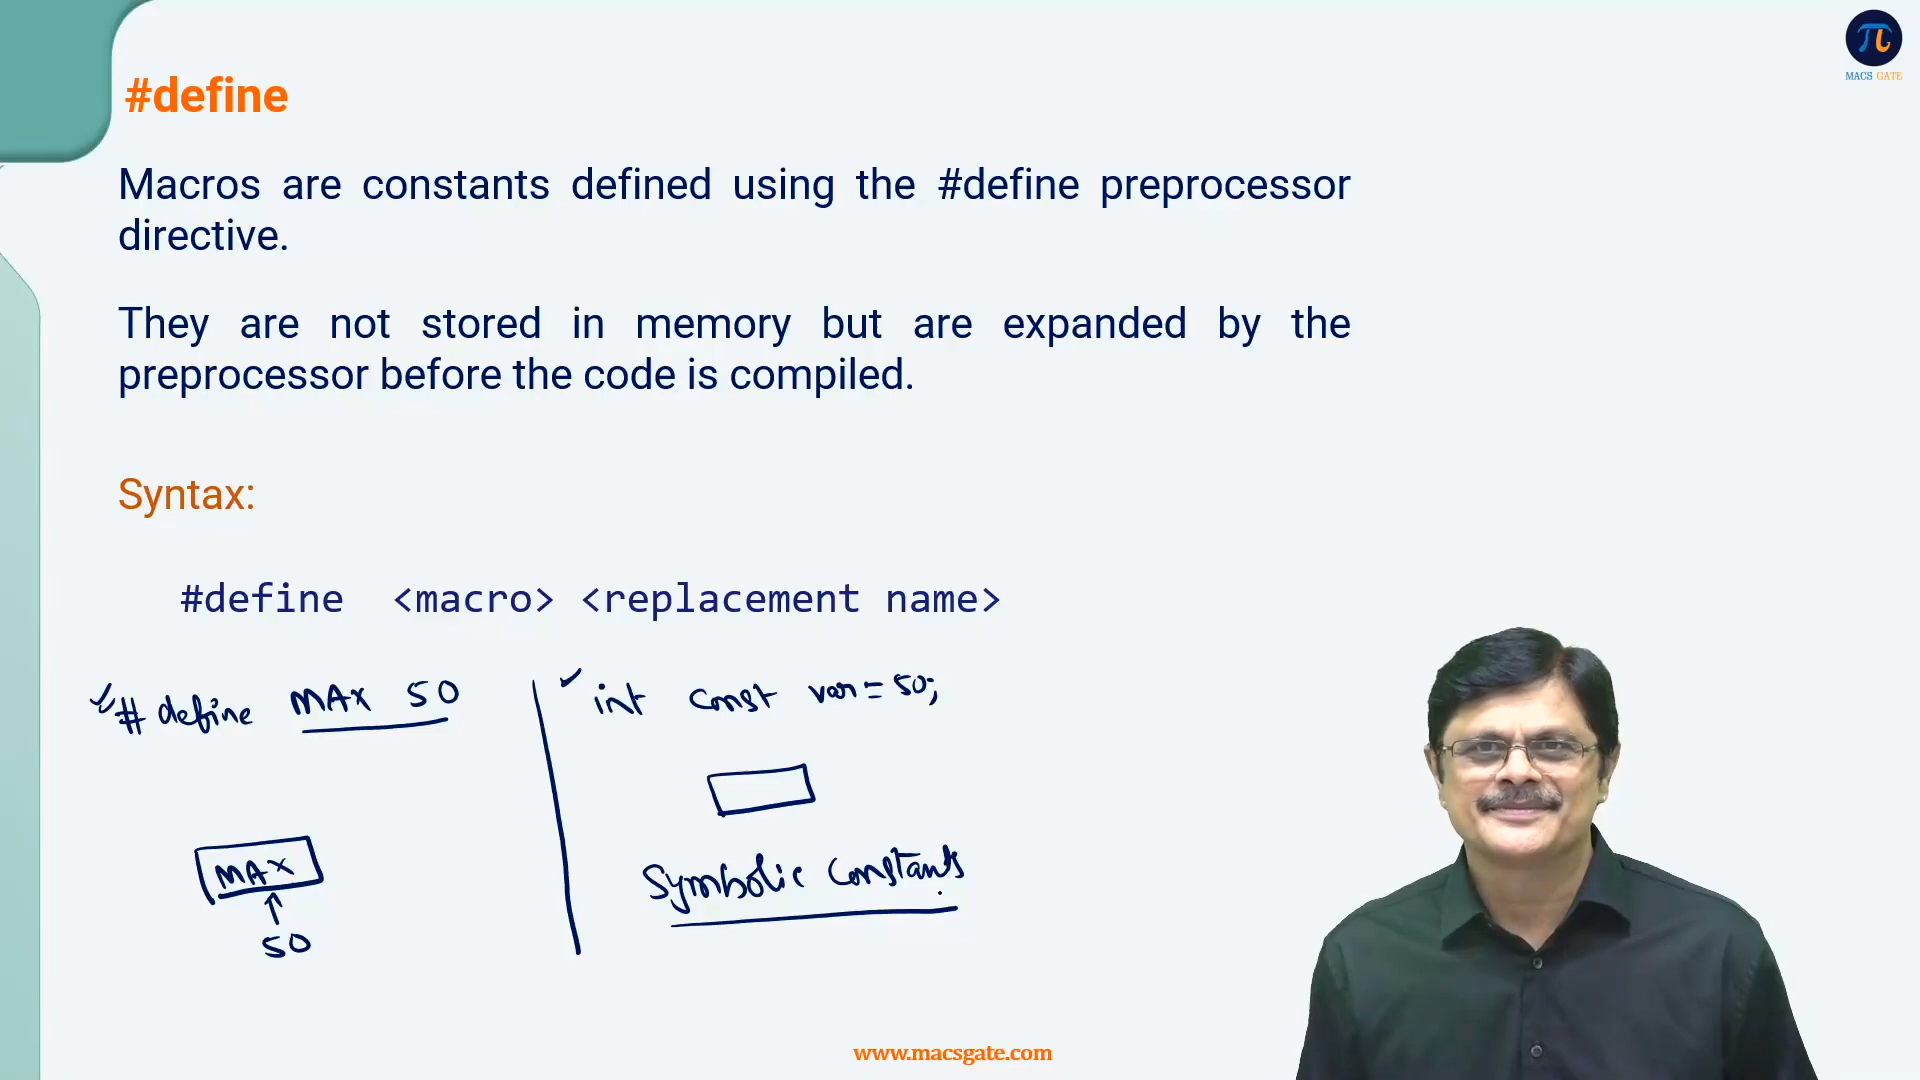 MACS GATE
#define
Macros are constants defined using the #define preprocessor
directive.
They are not stored in memory but are expanded by the
preprocessor before the code is compiled.
Syntax:
#define <macro> <replacement name>
# define MAX 50
int const var = 50;
MAX
50
Symbolic Constants
www.macsgate.com